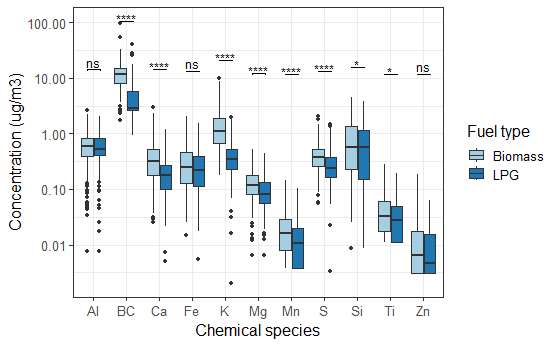 100.00
10.00
1.00
0.10
0.01
Concentration (ug/m3)
ns
****
****
ns
****
****
****
****
*
*
ns
Al BC Ca Fe K Mg Mn S Si Ti Zn
Chemical species
Fuel type
Biomass
LPG